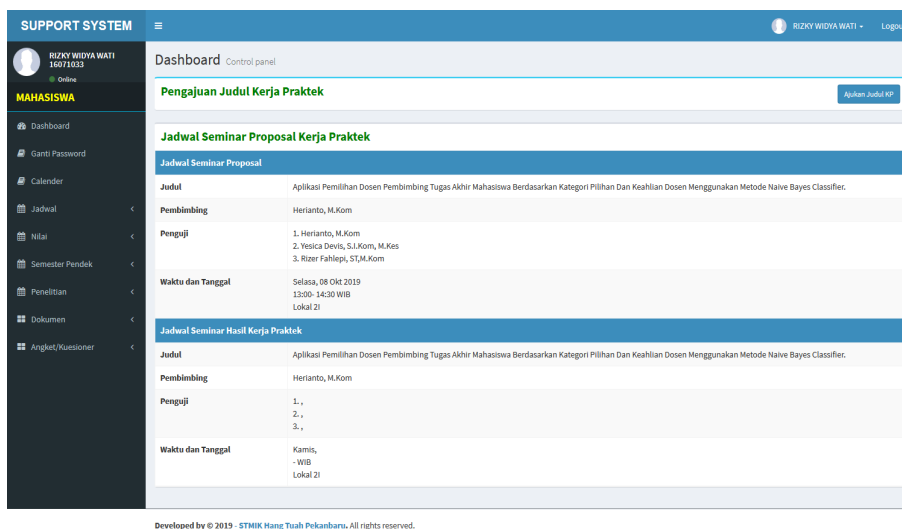 SUPPORT SYSTEM
RIZKY WIDYA WATI
Logou
RIZKY WIDYA WATI
16071033
Online
MAHASISWA
Dashboard
Ganti Password
Calender
Jadwal
Nilai
Semester Pendek
Penelitian
Dokumen
Angket/Kuesioner
Dashboard Control panel
Pengajuan Judul Kerja Praktek
Ajukan Judul KP
Jadwal Seminar Proposal Kerja Praktek
Jadwal Seminar Proposal
Judul Aplikasi Pemilihan Dosen Pembimbing Tugas Akhir Mahasiswa Berdasarkan Kategori Pilihan Dan Keahlian Dosen Menggunakan Metode Naive Bayes Classifier.
Pembimbing Herianto, M.Kom
Penguji 1. Herianto, M.Kom
2. Yesica Devis, S.I.Kom, M.Kes
3. Rizer Fahlepi, ST,M.Kom
Waktu dan Tanggal Selasa, 08 Okt 2019
13:00- 14:30 WIB
Lokal 2I
Jadwal Seminar Hasil Kerja Praktek
Judul Aplikasi Pemilihan Dosen Pembimbing Tugas Akhir Mahasiswa Berdasarkan Kategori Pilihan Dan Keahlian Dosen Menggunakan Metode Naive Bayes Classifier.
Pembimbing Herianto, M.Kom
Penguji 1. ,
2. ,
3. ,
Waktu dan Tanggal Kamis,
- WIB
Lokal 2I
Developed by © 2019 - STMIK Hang Tuah Pekanbaru. All rights reserved.